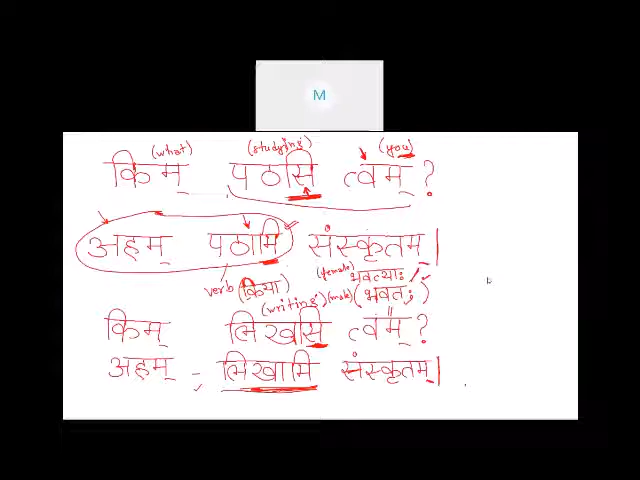 M
(what) (studying) (you)
किम् पठसि त्वम् ?
अहम् पठामि संस्कृतम् |
verb (क्रिया) (female) भवत्याः
(writing) (male) (भवतः)
किम् लिखसि त्वम् ?
अहम् लिखामि संस्कृतम् |